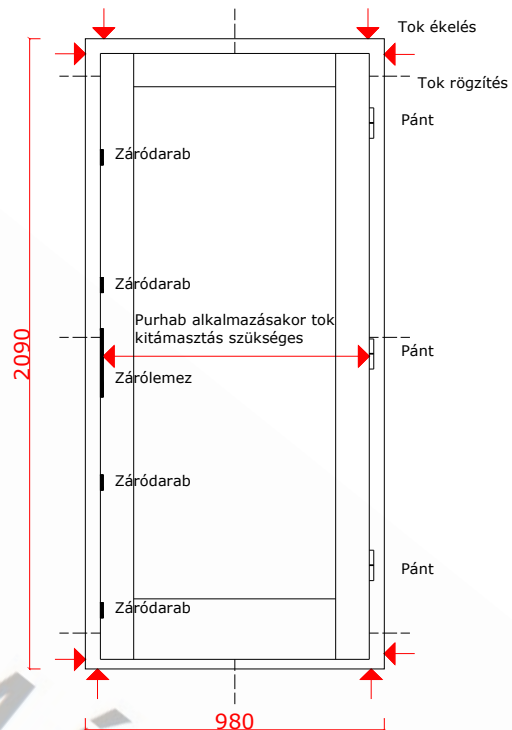 Tok ékelés
Tok rögzítés
Pánt
Záródarab
Záródarab
Purhab alkalmazásakor tok
kitámasztás szükséges
Pánt
2090
Zárólemez
Záródarab
Pánt
Záródarab
980